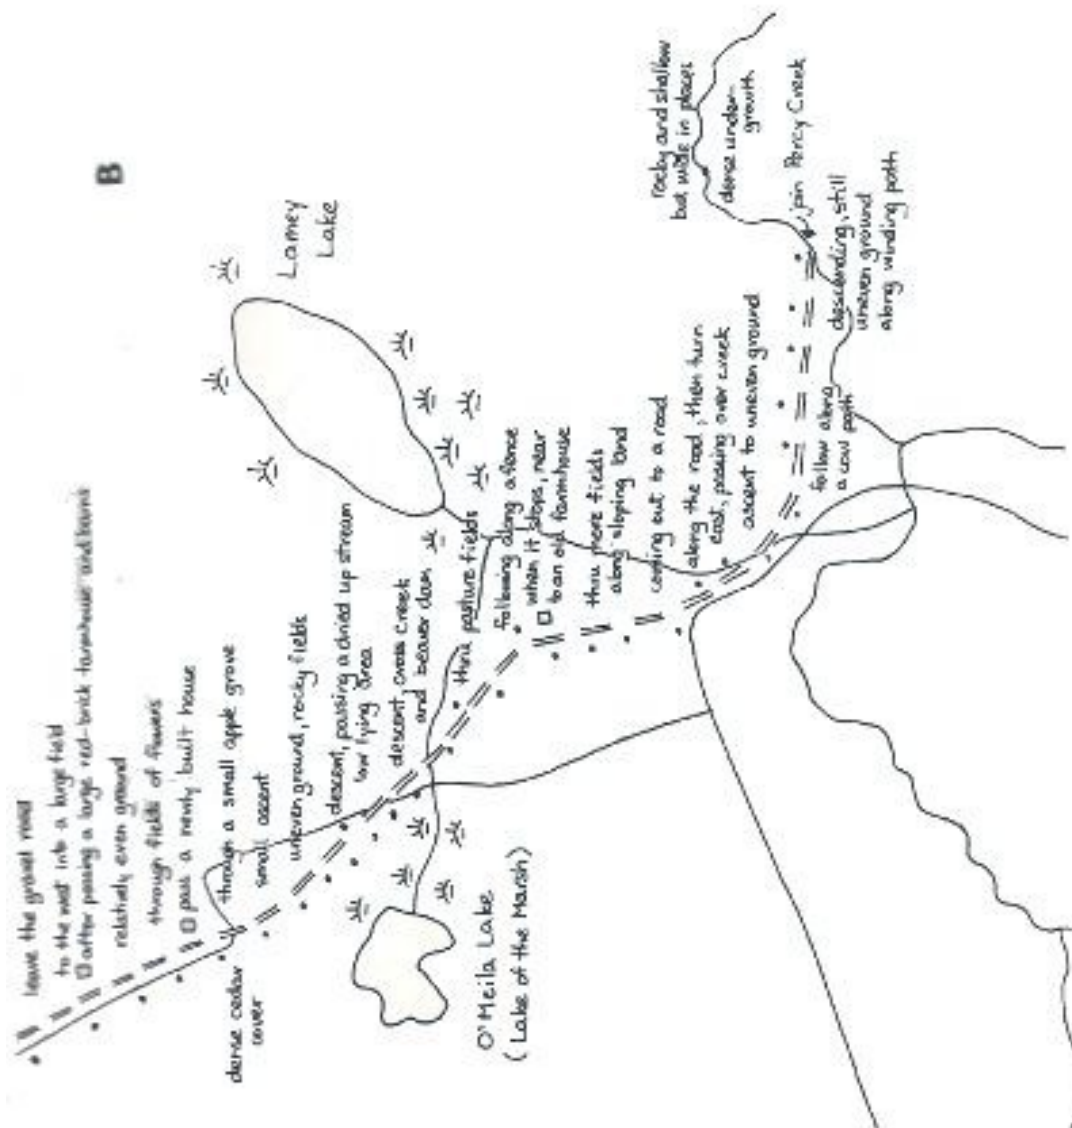 B
leave the gravel road
to the west into a large field
after passing a large red-brick farmhouse and barns
relatively even ground
through fields of flowers
pass a newly built house
through a small apple grove
dense cedar
cover
small ascent
uneven ground, rocky fields
descent, passing a dried up stream
low lying area
descent, cross creek
and beaver dam
thru pasture fields
following along a fence
when it stops, near
to an old farmhouse
thru more fields
along sloping land
coming out to a road
along the road, then turn
east, passing over creek
ascent to uneven ground
follow along
a cow path
descending, still
uneven ground
along winding path
join Percy Creek
dense under-
growth
rocky and shallow
but wide in places
Lamey
Lake
O'Meila Lake
(Lake of the Marsh)